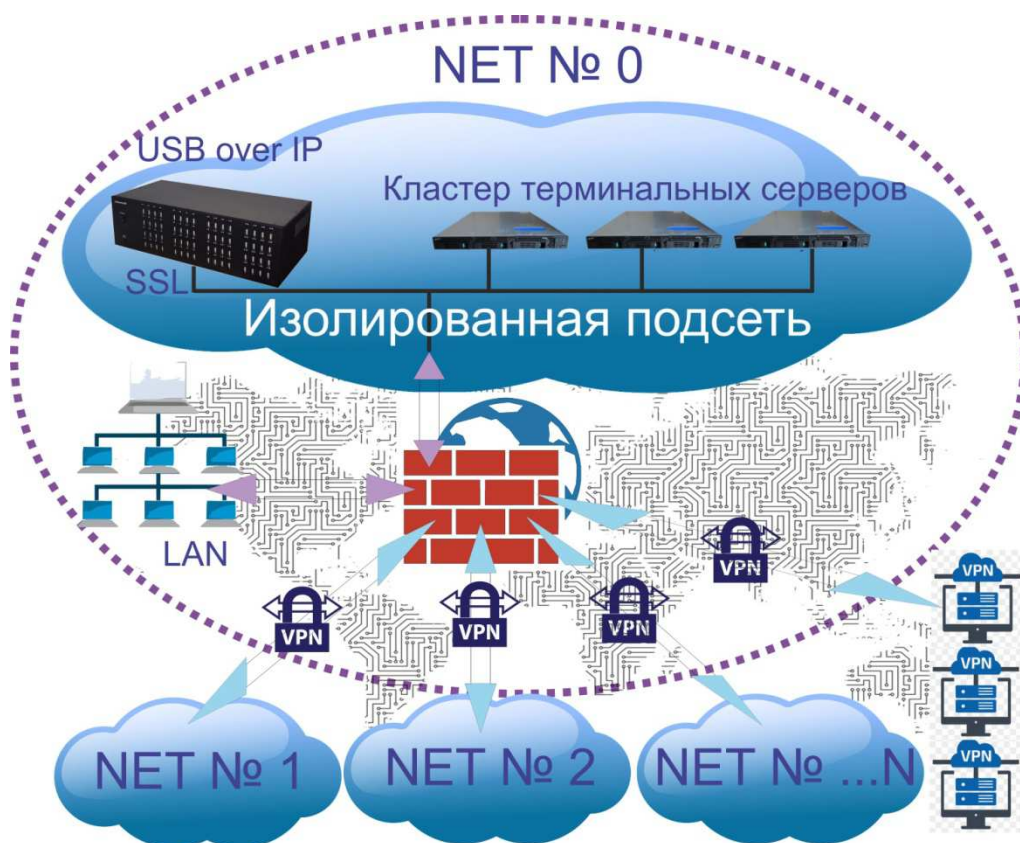 NET № 0
USB over IP
Кластер терминальных серверов
SSL
Изолированная подсеть
LAN
VPN
VPN
VPN
VPN
VPN
VPN
VPN
NET № 1
NET № 2
NET № ...N